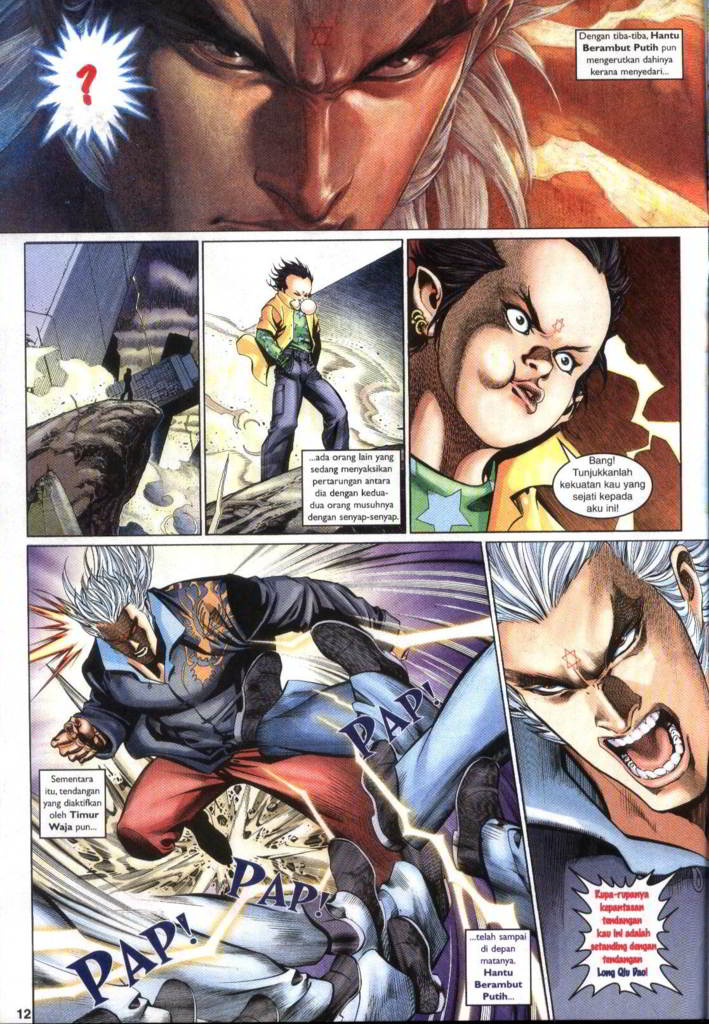 ?
Dengan tiba-tiba, Hantu
Berambut Putih pun
mengerutkan dahinya
kerana menyedari...
...ada orang lain yang
sedang menyaksikan
pertarungan antara
dia dengan kedua-
dua orang musuhnya
dengan senyap-senyap.
Bang!
Tunjukkanlah
kekuatan kau yang
sejati kepada
aku ini!
Sementara
itu, tendangan
yang diaktifkan
oleh Timur
Waja pun...
PAP!
PAP!
PAP!
...telah sampai
di depan
matanya.
Hantu
Berambut
Putih...
Rupa-rupanya
kepantasan
tendangan
kau ini adalah
setanding dengan
tendangan
Long Qiu Dao!
12